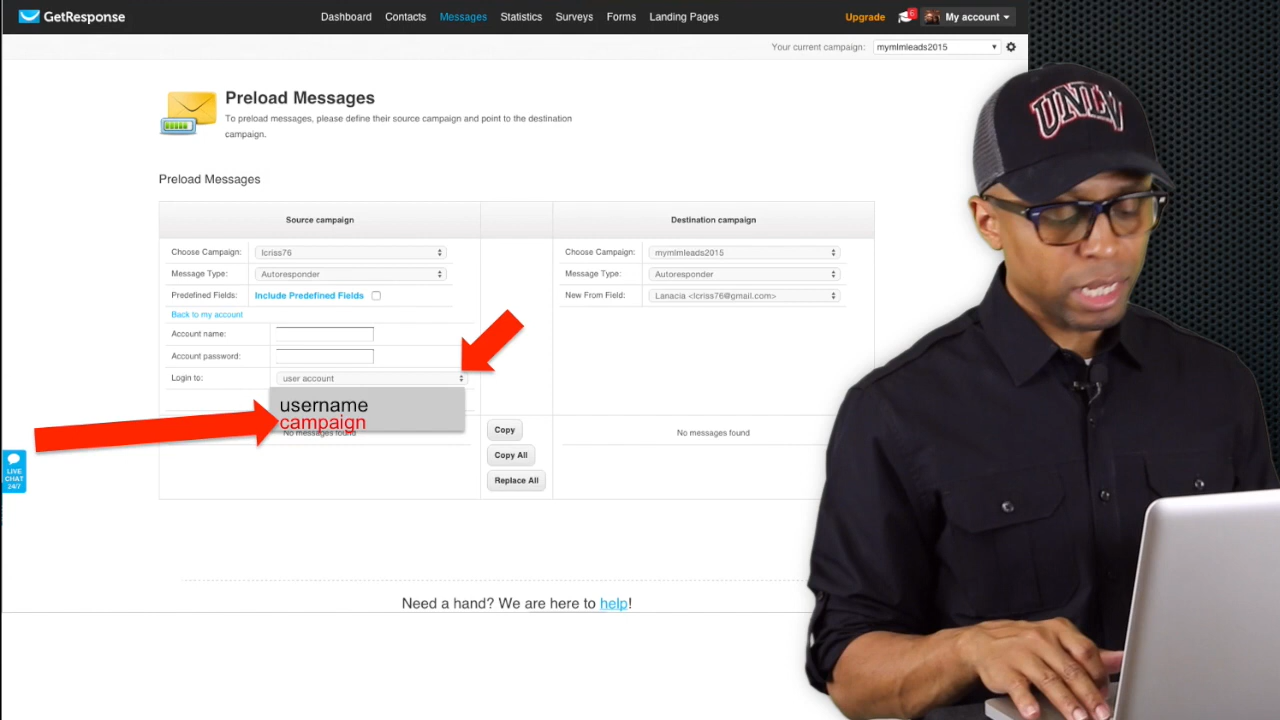 GetResponse
Dashboard Contacts Messages Statistics Surveys Forms Landing Pages
Upgrade 6 My account
Your current campaign: mymlmleads2015
Preload Messages
To preload messages, please define their source campaign and point to the destination
campaign.
Preload Messages
Source campaign
Destination campaign
Choose Campaign: lcriss76
Choose Campaign: mymlmleads2015
Message Type: Autoresponder
Message Type: Autoresponder
Predefined Fields: Include Predefined Fields
New From Field: Lanacia <lcriss76@gmail.com>
Back to my account
Account name:
Account password:
Login to: user account
username
campaign
No messages found
Copy
No messages found
Copy All
Replace All
LIVE
CHAT
24/7
Need a hand? We are here to help!
UNLV